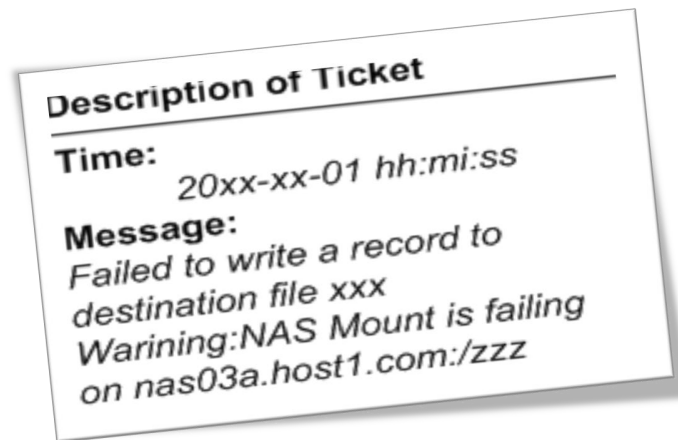 Description of Ticket
Time:
20xx-xx-01 hh:mi:ss
Message:
Failed to write a record to
destination file xxx
Warining:NAS Mount is failing
on nas03a.host1.com:/zzz